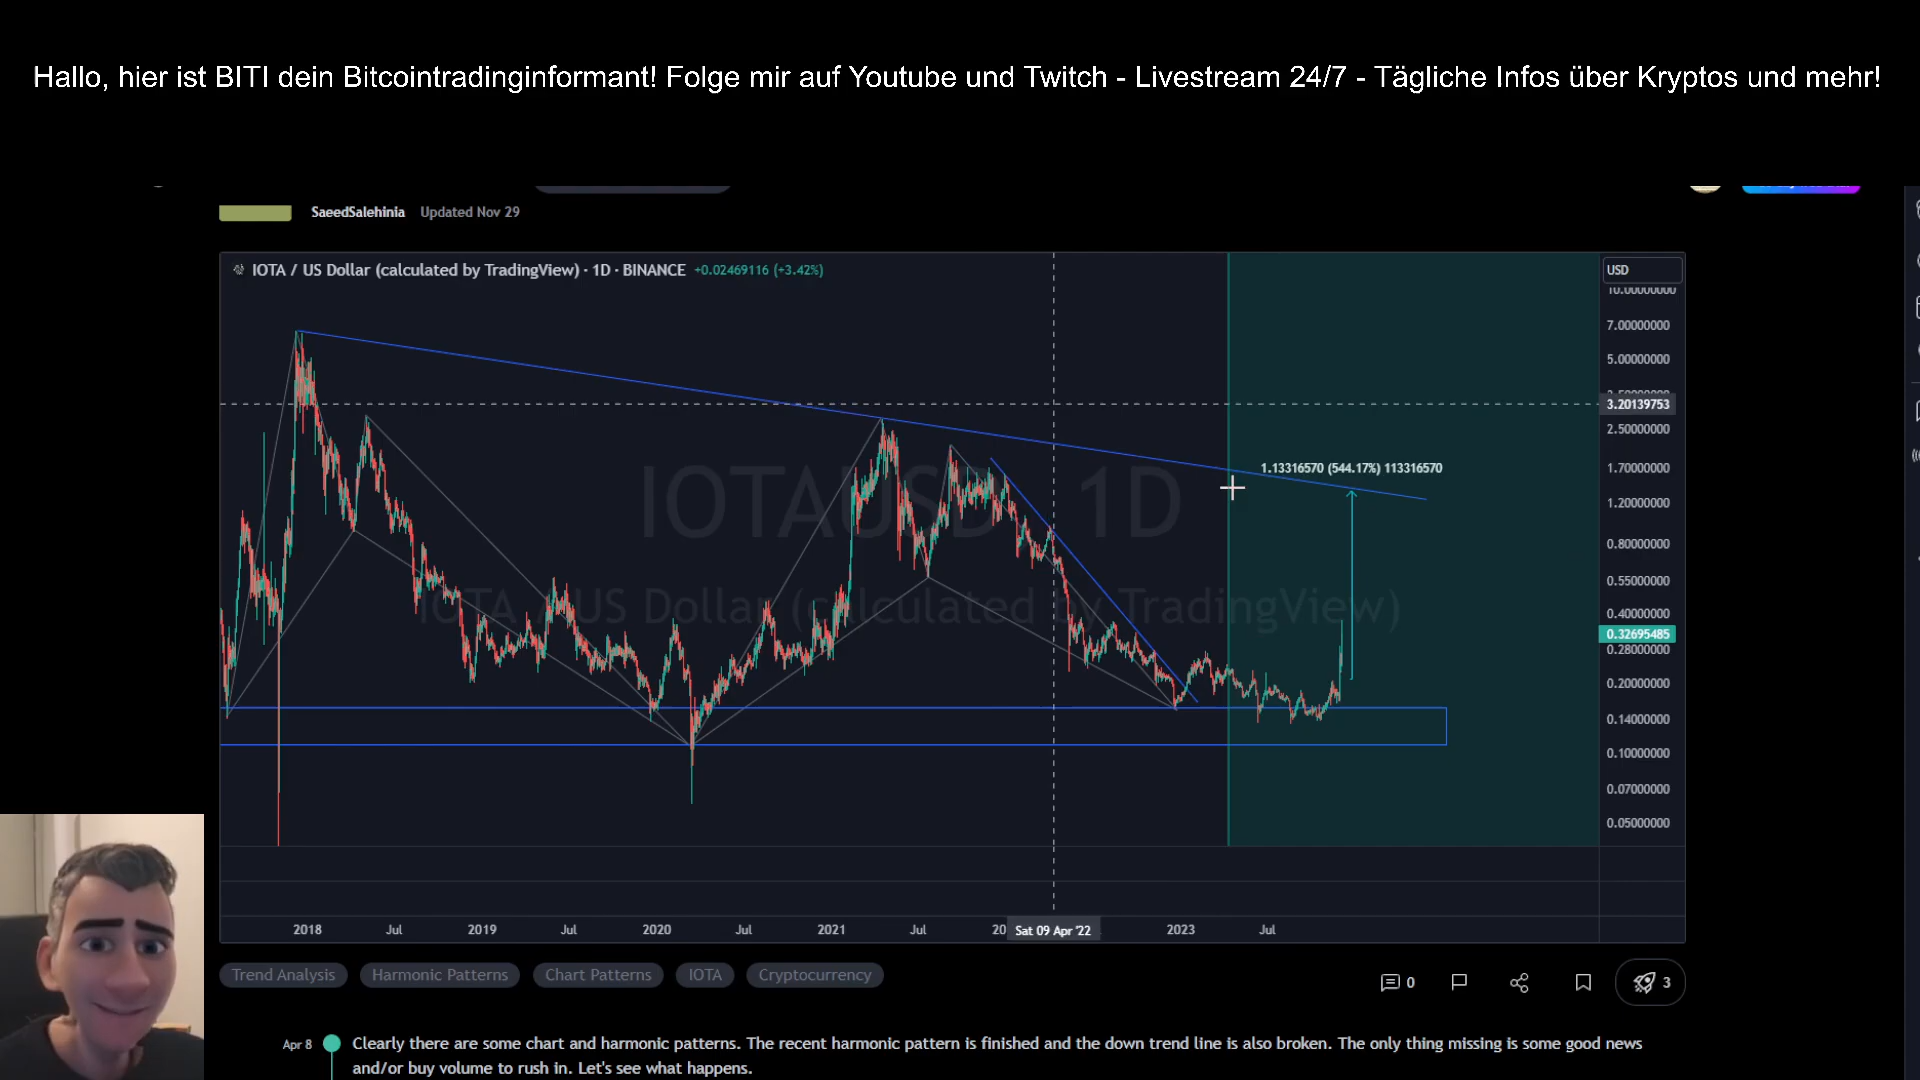 Hallo, hier ist BITI dein Bitcointradinginformant! Folge mir auf Youtube und Twitch - Livestream 24/7 - Tägliche Infos über Kryptos und mehr!
SaeedSalehinia Updated Nov 29
IOTA / US Dollar (calculated by TradingView) · 1D · BINANCE +0.02469116 (+3.42%)
USD
10.00000000
7.00000000
5.00000000
3.20139753
2.50000000
1.13316570 (544.17%) 113316570
1.70000000
IOTAUSD 1D
1.20000000
0.80000000
0.55000000
IOTA / US Dollar (calculated by TradingView)
0.40000000
0.32695485
0.28000000
0.20000000
0.14000000
0.10000000
0.07000000
0.05000000
2018 Jul 2019 Jul 2020 Jul 2021 Jul 20 Sat 09 Apr '22 2023 Jul
Trend Analysis Harmonic Patterns Chart Patterns IOTA Cryptocurrency 0 3
Apr 8 Clearly there are some chart and harmonic patterns. The recent harmonic pattern is finished and the down trend line is also broken. The only thing missing is some good news
and/or buy volume to rush in. Let's see what happens.